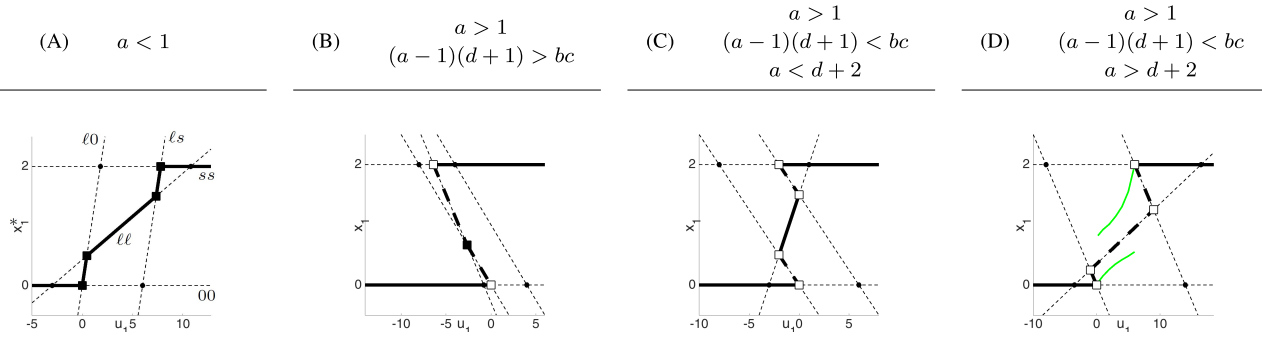 (A) a < 1
(B) a > 1
(a − 1)(d + 1) > bc
(C) a > 1
(a − 1)(d + 1) < bc
a < d + 2
(D) a > 1
(a − 1)(d + 1) < bc
a > d + 2
ℓ0 ℓs
2
ss
x₁*
ℓℓ
0
00
-5 0 u₁ 5 10
2
x₁
0
-10 -5 u₁ 0 5
2
x₁
0
-10 -5 u₁ 0 5
2
x₁
0
-10 0 u₁ 10